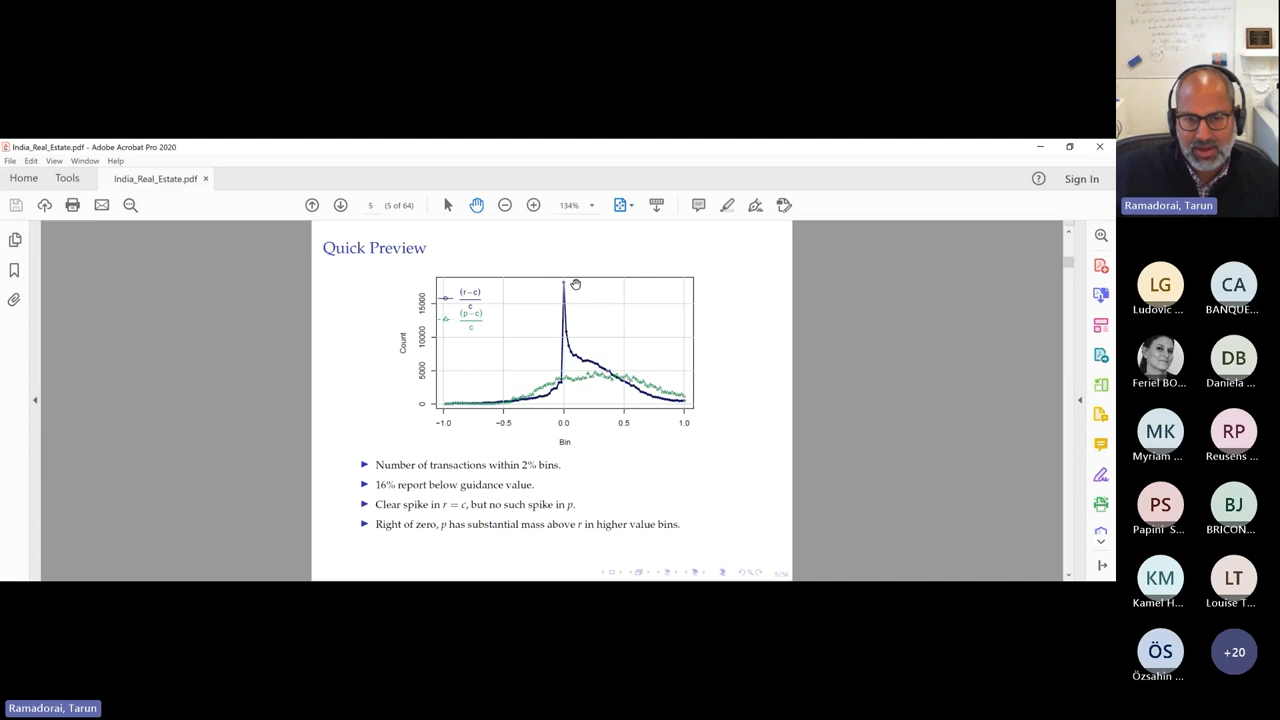 India_Real_Estate.pdf - Adobe Acrobat Pro 2020
File Edit View Window Help
Home Tools India_Real_Estate.pdf × Sign In
5 (5 of 64) 134%
Quick Preview
(r−c)
c
(p−c)
c
Count
15000
10000
5000
0
−1.0 −0.5 0.0 0.5 1.0
Bin
Number of transactions within 2% bins.
16% report below guidance value.
Clear spike in r = c, but no such spike in p.
Right of zero, p has substantial mass above r in higher value bins.
Ramadorai, Tarun
LG CA
Ludovic ... BANQUE...
DB
Feriel BO... Daniela ...
MK RP
Myriam ... Reusens ...
PS BJ
Papini S... BRICON...
KM LT
Kamel H... Louise T...
ÖS +20
Özsahin ...
Ramadorai, Tarun